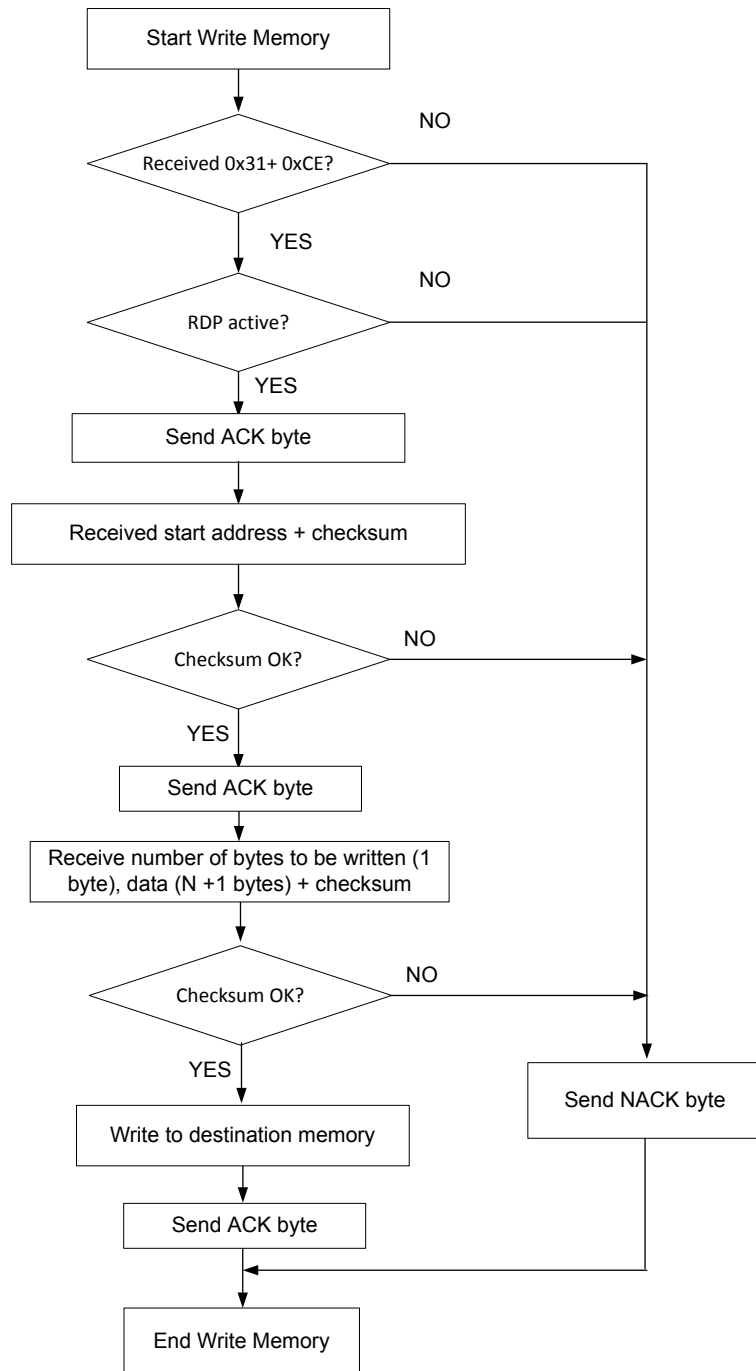 Start Write Memory
NO
Received 0x31+ 0xCE?
YES
NO
RDP active?
YES
Send ACK byte
Received start address + checksum
NO
Checksum OK?
YES
Send ACK byte
Receive number of bytes to be written (1
byte), data (N +1 bytes) + checksum
NO
Checksum OK?
YES
Send NACK byte
Write to destination memory
Send ACK byte
End Write Memory